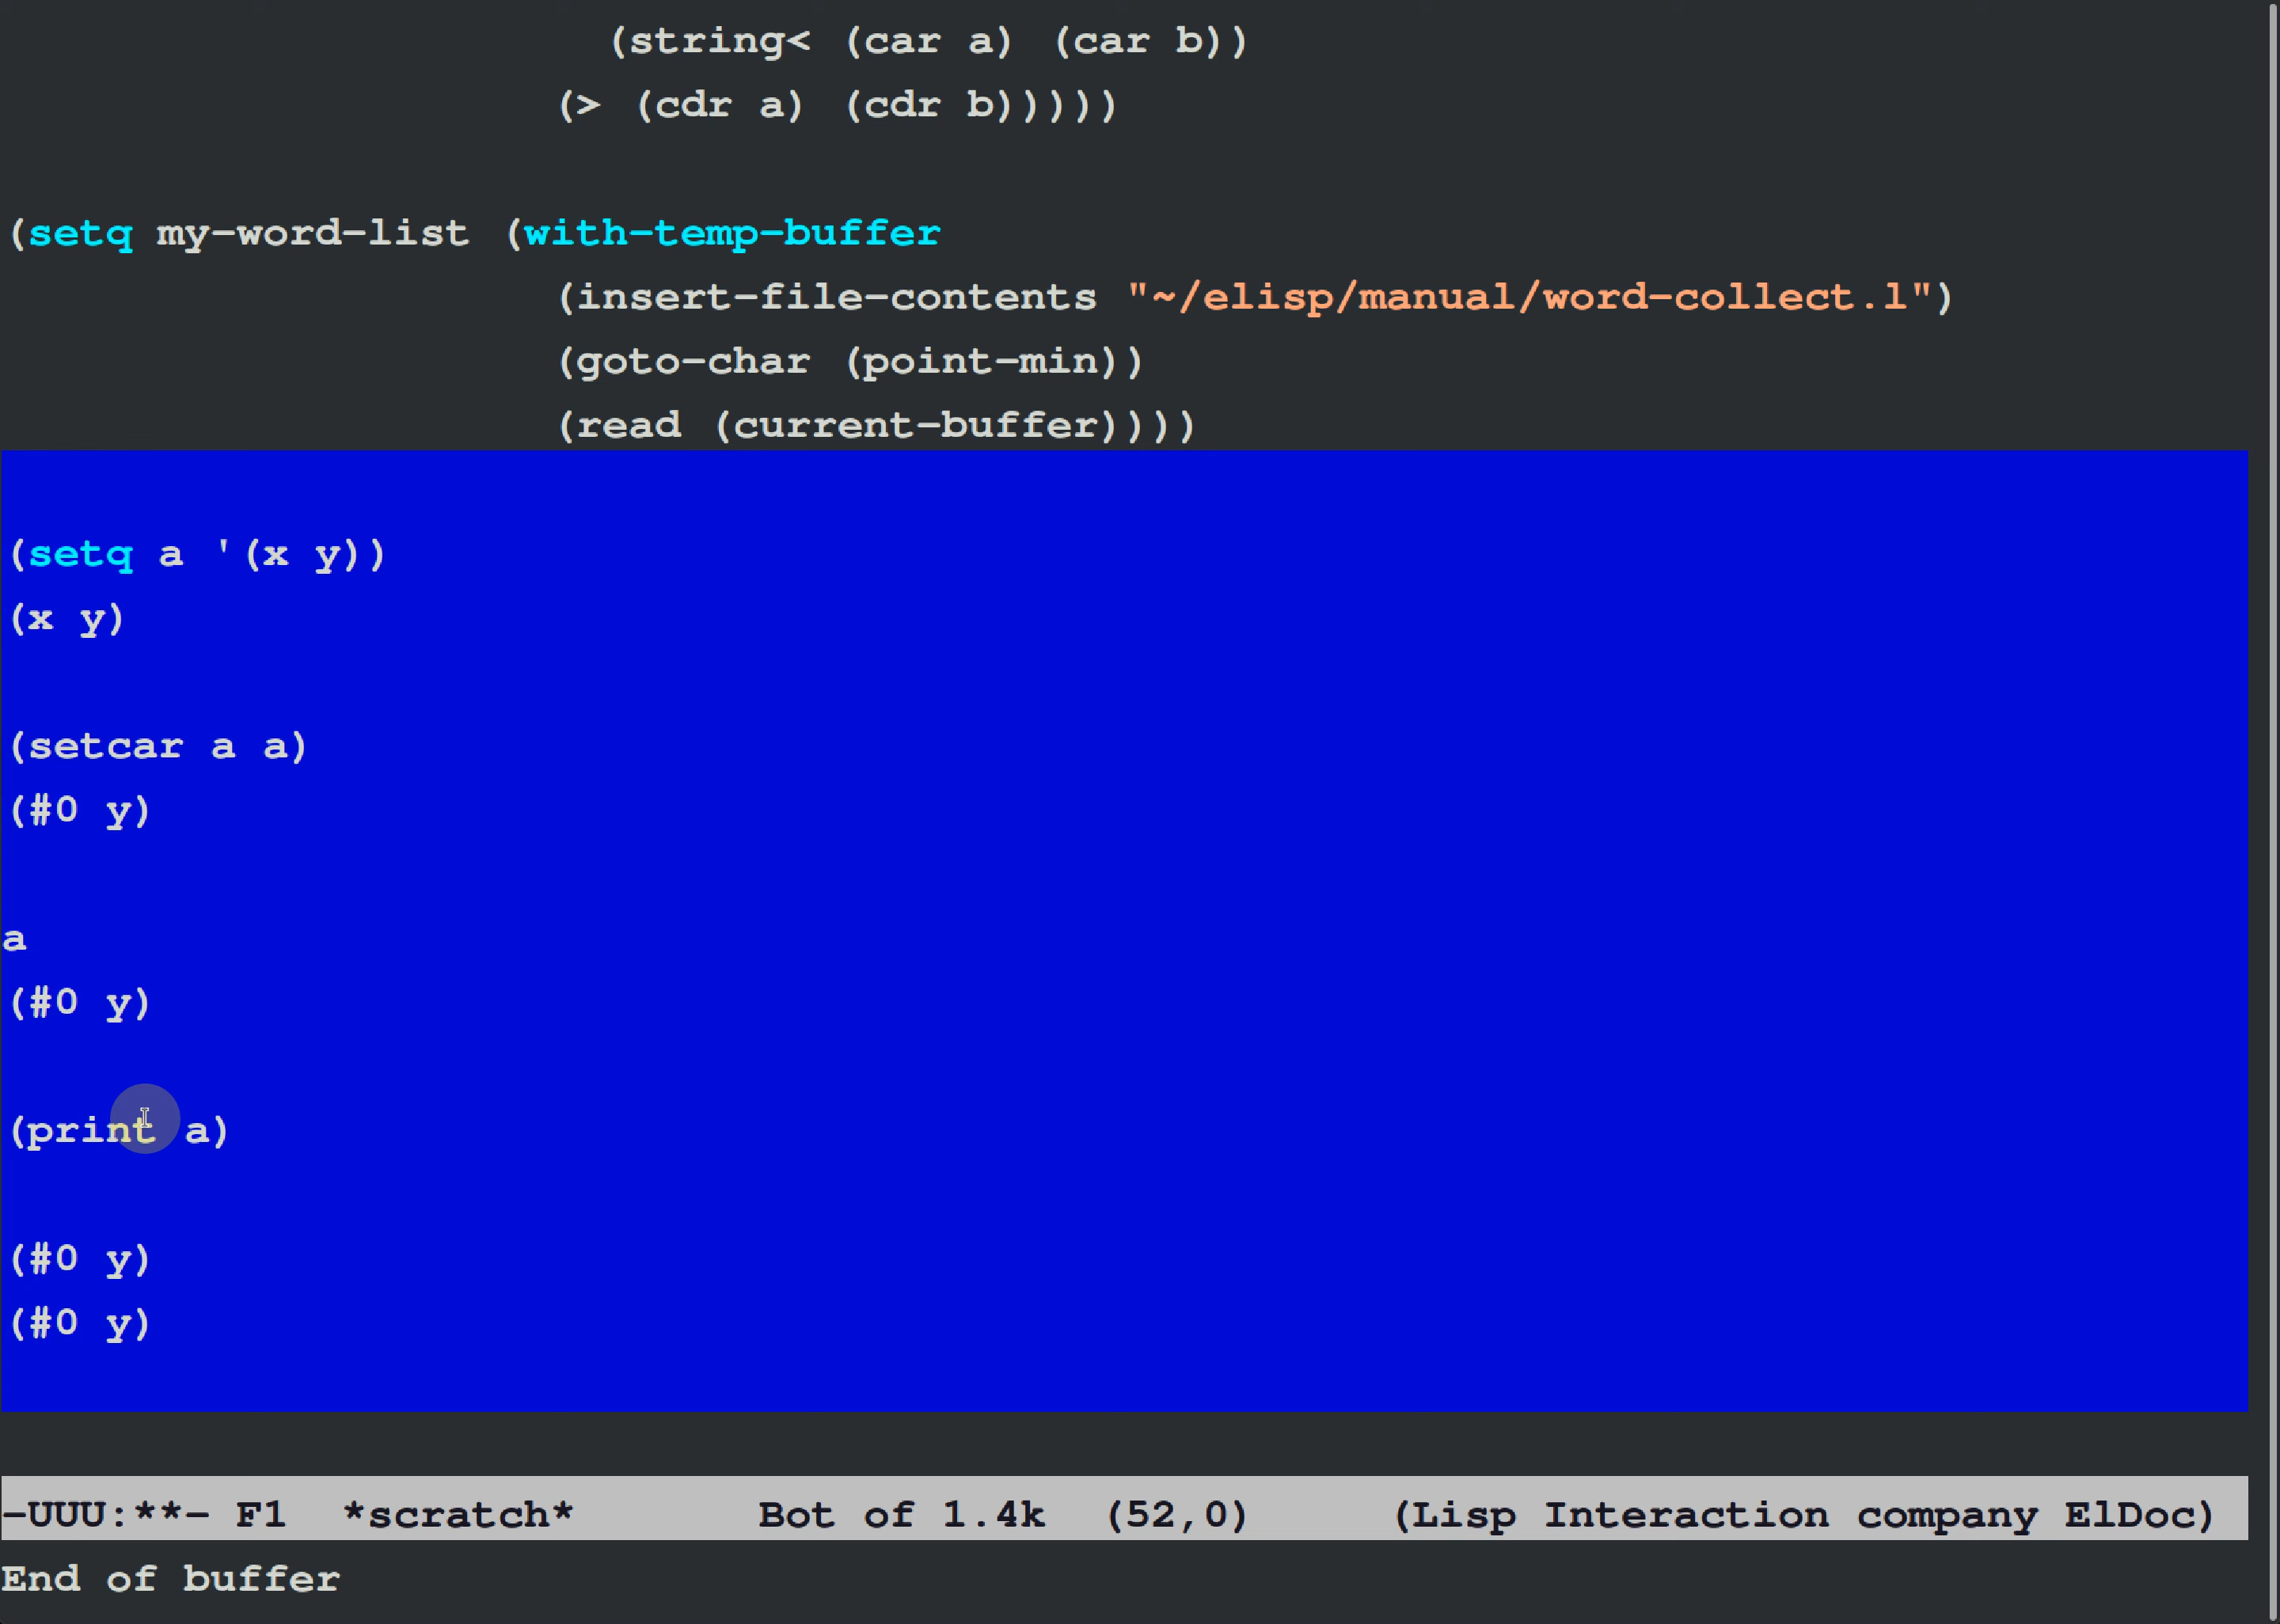 (string< (car a) (car b))
(> (cdr a) (cdr b)))))
(setq my-word-list (with-temp-buffer
(insert-file-contents "~/elisp/manual/word-collect.l")
(goto-char (point-min))
(read (current-buffer))))
(setq a '(x y))
(x y)
(setcar a a)
(#0 y)
a
(#0 y)
(print a)
(#0 y)
(#0 y)
-UUU:**- F1  *scratch*       Bot of 1.4k  (52,0)      (Lisp Interaction company ElDoc)
End of buffer